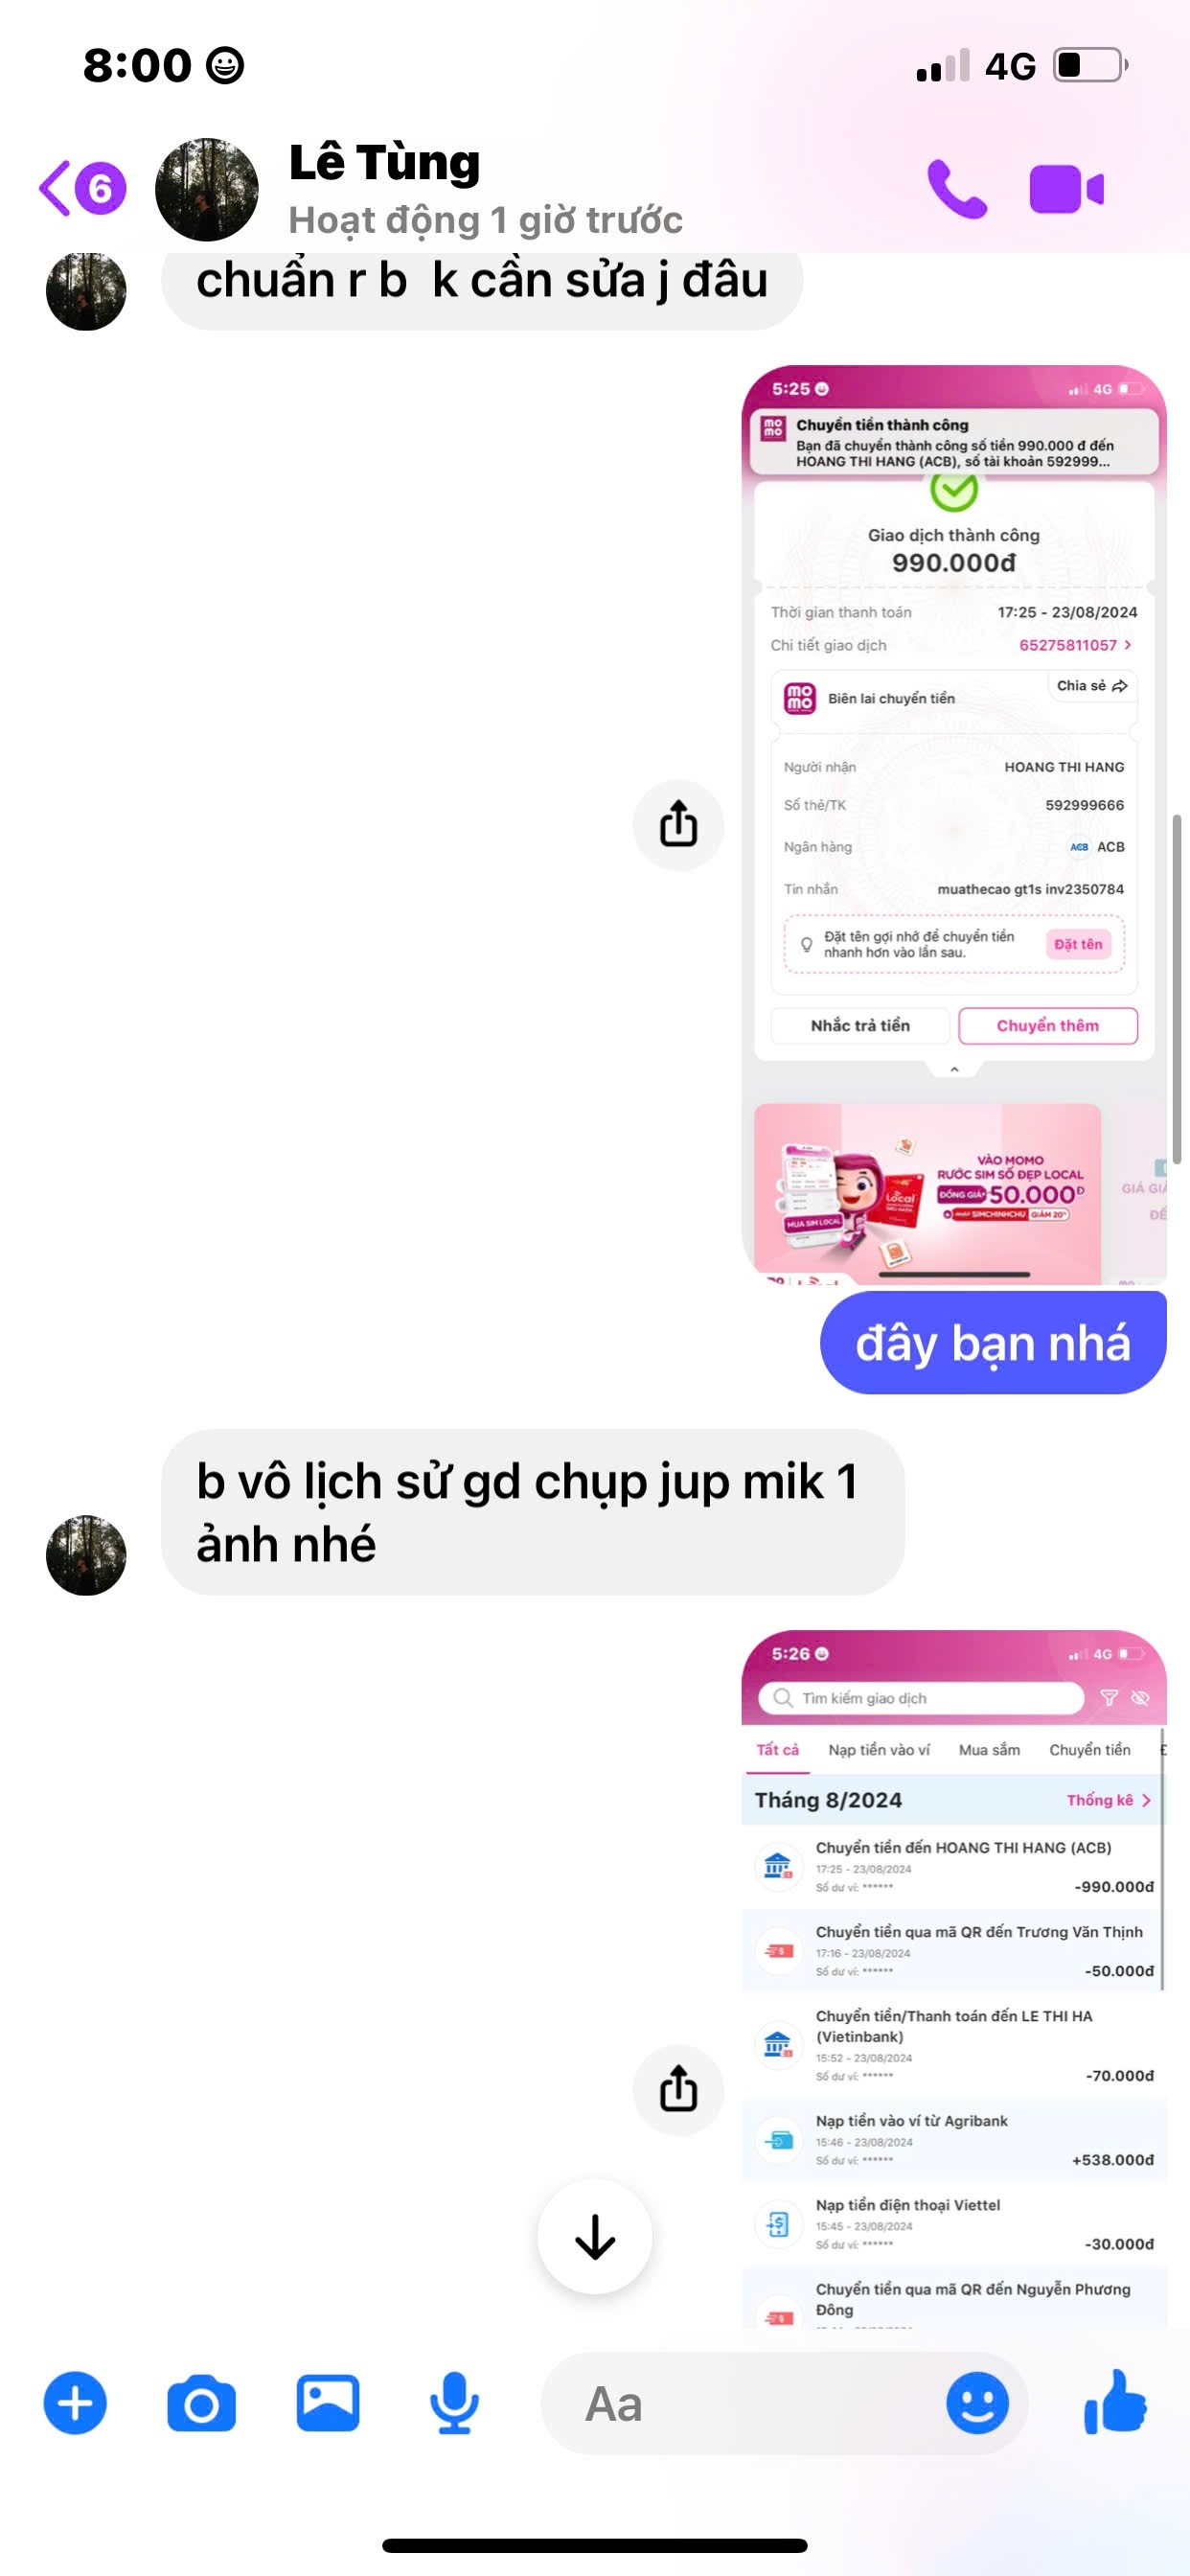 8:00
4G
6
Lê Tùng
Hoạt động 1 giờ trước
chuẩn r b k cần sửa j đâu
5:25
4G
Chuyển tiền thành công
Bạn đã chuyển thành công số tiền 990.000 đ đến
HOANG THI HANG (ACB), số tài khoản 592999...
Giao dịch thành công
990.000đ
Thời gian thanh toán 17:25 - 23/08/2024
Chi tiết giao dịch 65275811057
Chia sẻ
mo
mo
Biên lai chuyển tiền
Người nhận HOANG THI HANG
Số thẻ/TK 592999666
Ngân hàng ACB ACB
Tin nhắn muathecao gt1s inv2350784
Đặt tên gợi nhớ để chuyển tiền
nhanh hơn vào lần sau.
Đặt tên
Nhắc trả tiền Chuyển thêm
VÀO MOMO
RƯỚC SIM SỐ ĐẸP LOCAL
ĐỒNG GIÁ 50.000Đ
SIMCHINHCHU GIẢM 20%
MUA SIM LOCAL
Local
đây bạn nhá
b vô lịch sử gd chụp jup mik 1
ảnh nhé
5:26
4G
Tìm kiếm giao dịch
Tất cả Nạp tiền vào ví Mua sắm Chuyển tiền
Tháng 8/2024 Thống kê
Chuyển tiền đến HOANG THI HANG (ACB)
17:25 - 23/08/2024
Số dư ví: ****** -990.000đ
Chuyển tiền qua mã QR đến Trương Văn Thịnh
17:16 - 23/08/2024
Số dư ví: ****** -50.000đ
Chuyển tiền/Thanh toán đến LE THI HA
(Vietinbank)
15:52 - 23/08/2024
Số dư ví: ****** -70.000đ
Nạp tiền vào ví từ Agribank
15:46 - 23/08/2024
Số dư ví: ****** +538.000đ
Nạp tiền điện thoại Viettel
15:45 - 23/08/2024
Số dư ví: ****** -30.000đ
Chuyển tiền qua mã QR đến Nguyễn Phương
Đông
Aa